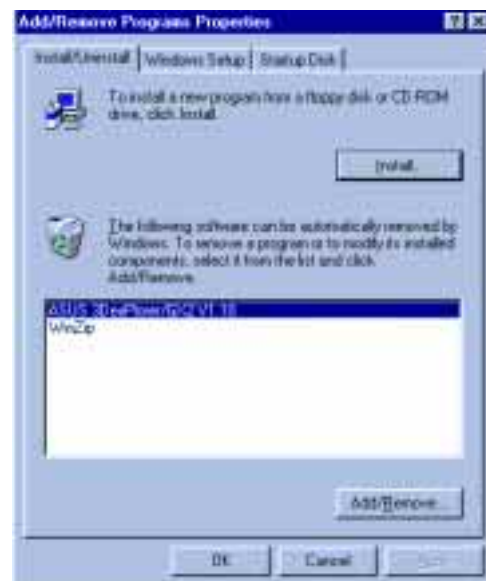 Add/Remove Programs Properties
Install/Uninstall
Windows Setup
Startup Disk
To install a new program from a floppy disk or CD-ROM
drive, click Install.
Install...
The following software can be automatically removed by
Windows. To remove a program or to modify its installed
components, select it from the list and click
Add/Remove.
ASUS
WinZip
Add/Remove...
OK
Cancel